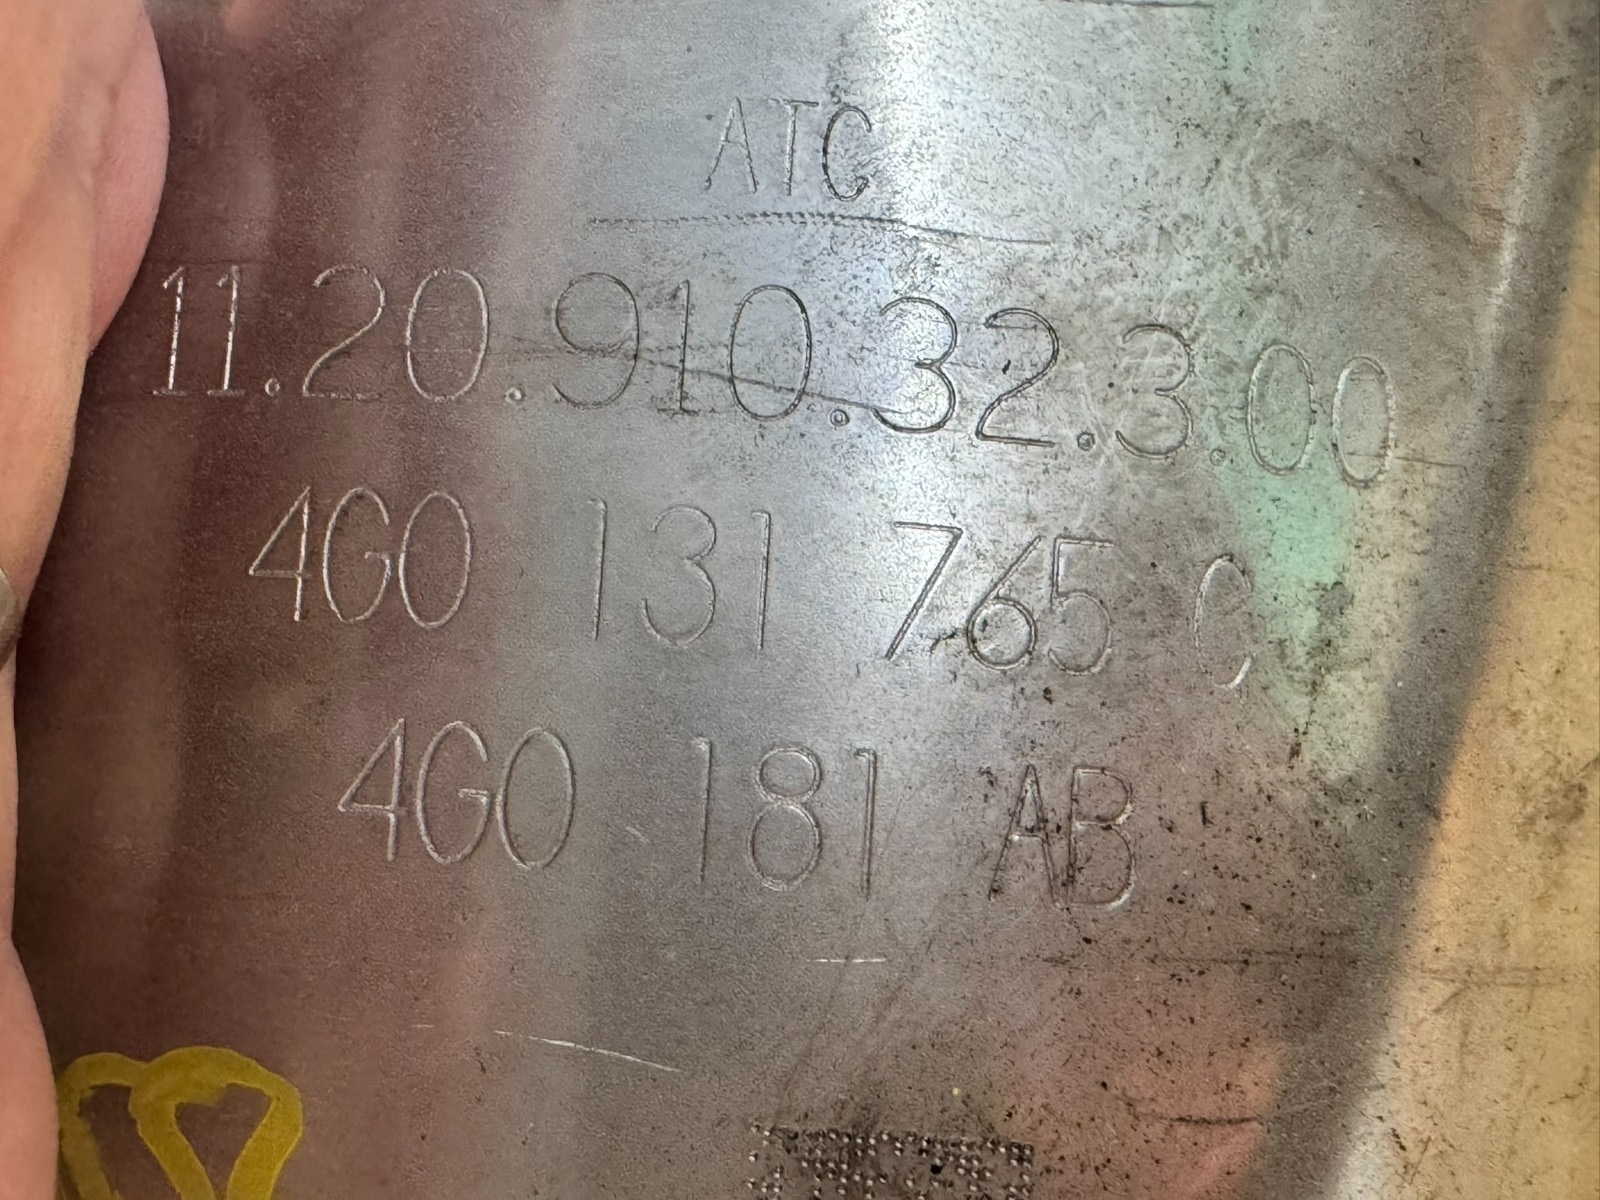 ATC
11.20.910.32.3.00
4G0 131 765 C
4G0 181 AB